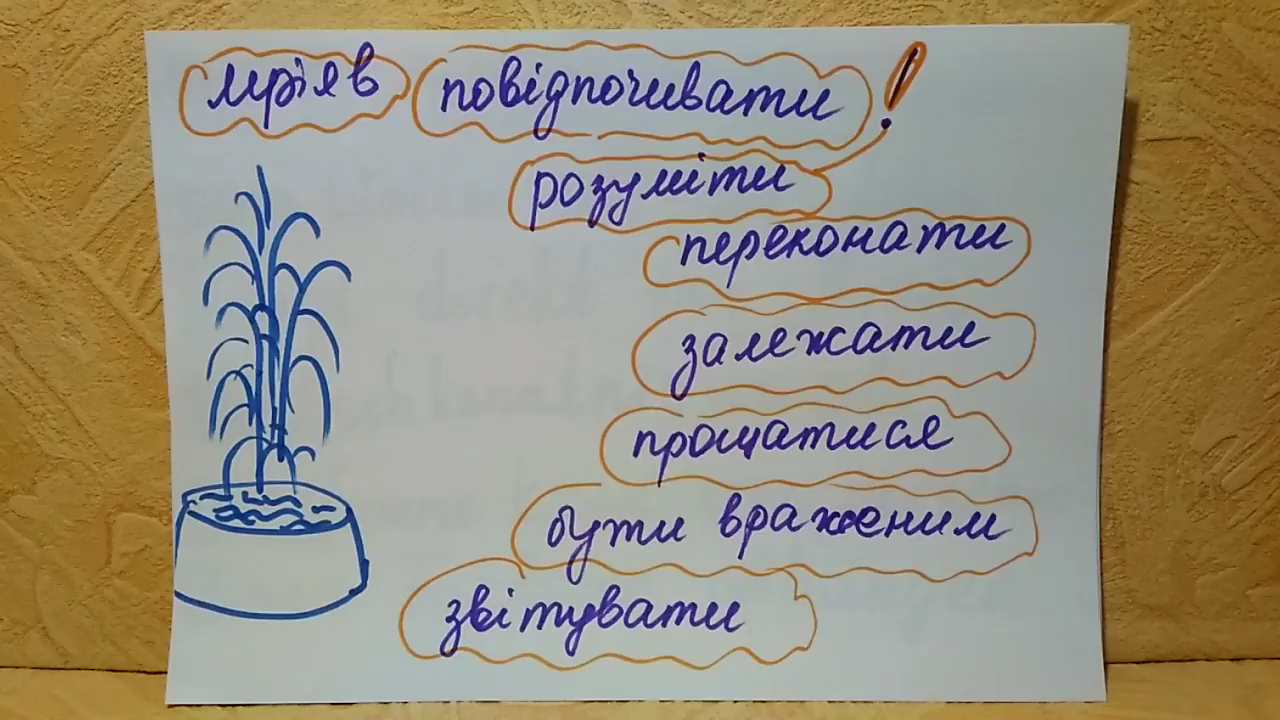 мріяв повідпочивати!
розуміти
переконати
залежати
прощатися
бути враженим
звітувати